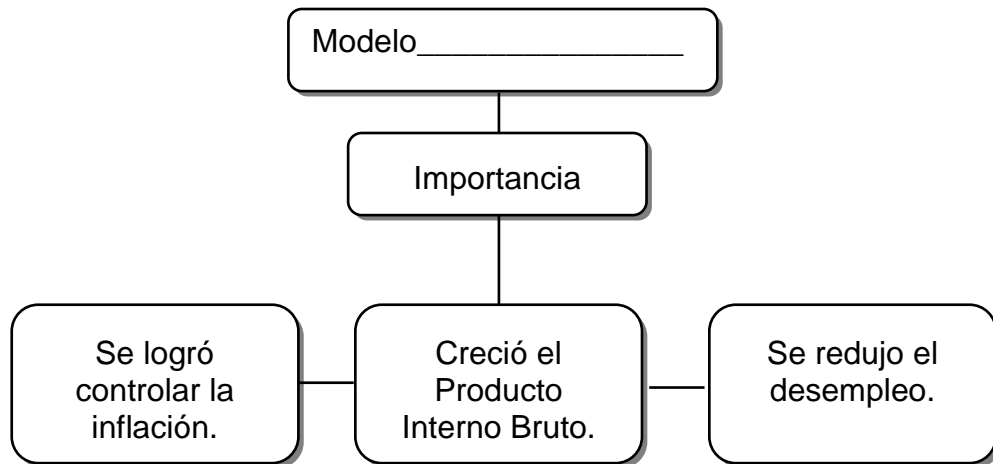 Modelo_______________
Importancia
Se logró
controlar la
inflación.
Creció el
Producto
Interno Bruto.
Se redujo el
desempleo.